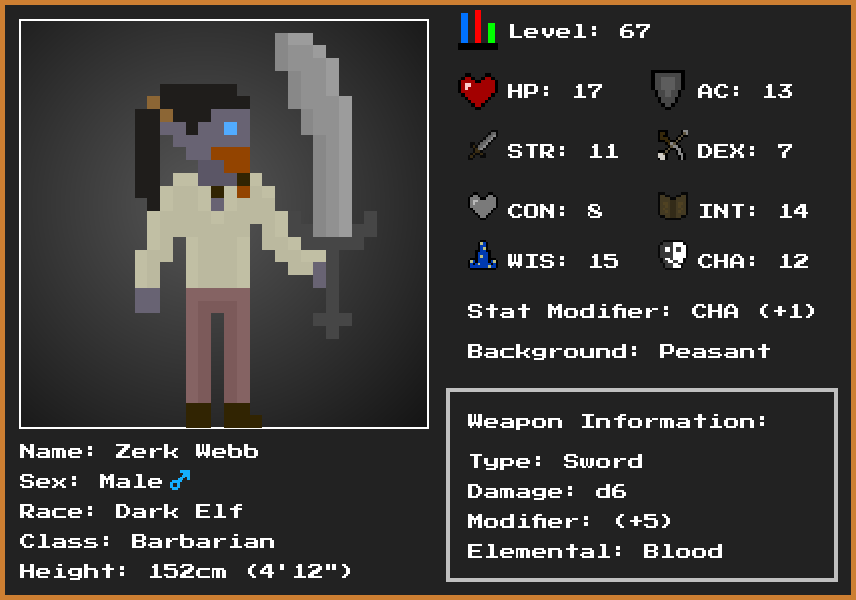 Level: 67
HP: 17
AC: 13
STR: 11
DEX: 7
CON: 8
INT: 14
WIS: 15
CHA: 12
Stat Modifier: CHA (+1)
Background: Peasant
Weapon Information:
Type: Sword
Damage: d6
Modifier: (+5)
Elemental: Blood
Name: Zerk Webb
Sex: Male♂
Race: Dark Elf
Class: Barbarian
Height: 152cm (4'12")